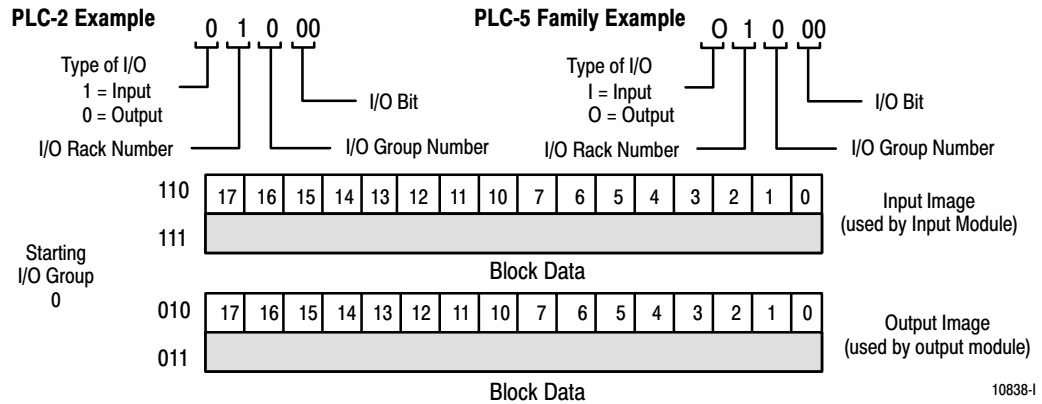 PLC-2 Example
0 1 0 00
Type of I/O
1 = Input
0 = Output
I/O Bit
I/O Rack Number
I/O Group Number
PLC-5 Family Example
O 1 0 00
Type of I/O
I = Input
O = Output
I/O Bit
I/O Rack Number
I/O Group Number
110 17 16 15 14 13 12 11 10 7 6 5 4 3 2 1 0
111
Input Image
(used by Input Module)
Block Data
Starting
I/O Group
0
010 17 16 15 14 13 12 11 10 7 6 5 4 3 2 1 0
011
Output Image
(used by output module)
Block Data
10838-I